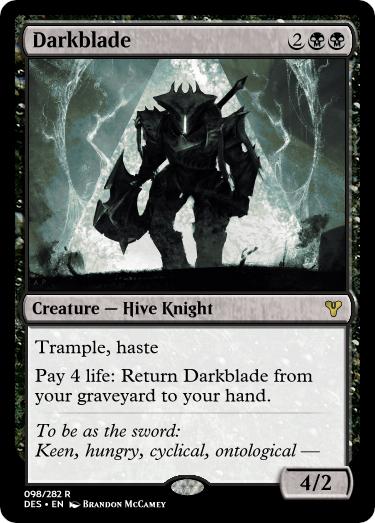 Darkblade 2
Creature — Hive Knight
Trample, haste
Pay 4 life: Return Darkblade from
your graveyard to your hand.
To be as the sword:
Keen, hungry, cyclical, ontological —
4/2
098/282 R
DES • EN Brandon McCamey